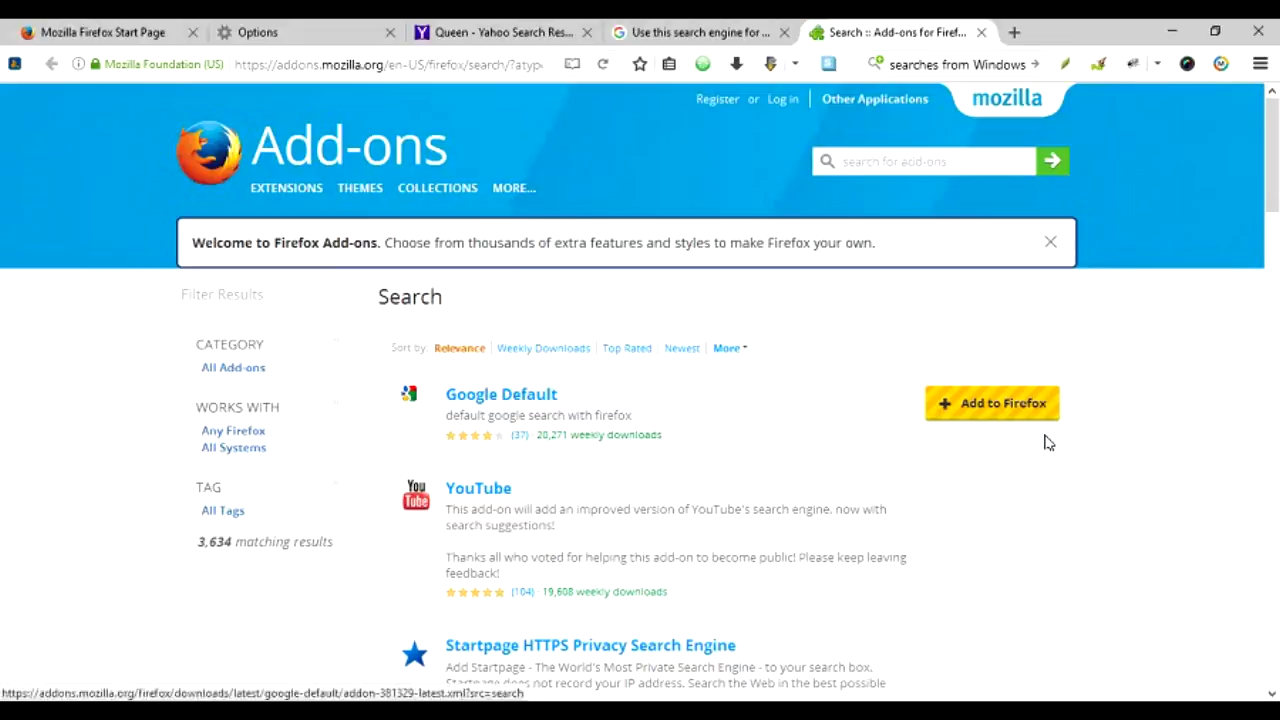 Mozilla Firefox Start Page
Options
Queen - Yahoo Search Res...
Use this search engine for ...
Search :: Add-ons for Firef...
Mozilla Foundation (US)
https://addons.mozilla.org/en-US/firefox/search/?atyp
searches from Windows
Register or Log in
Other Applications
mozilla
Add-ons
search for add-ons
EXTENSIONS THEMES COLLECTIONS MORE...
Welcome to Firefox Add-ons. Choose from thousands of extra features and styles to make Firefox your own.
Filter Results
CATEGORY
All Add-ons
WORKS WITH
Any Firefox
All Systems
TAG
All Tags
3,634 matching results
Search
Sort by: Relevance Weekly Downloads Top Rated Newest More
Google Default
default google search with firefox
(37) 20,271 weekly downloads
+ Add to Firefox
You
Tube
YouTube
This add-on will add an improved version of YouTube's search engine, now with
search suggestions!
Thanks all who voted for helping this add-on to become public! Please keep leaving
feedback!
(104) 19,608 weekly downloads
Startpage HTTPS Privacy Search Engine
Add Startpage - The World's Most Private Search Engine - to your search box.
Startpage does not record your IP address. Search the Web in the best possible
https://addons.mozilla.org/firefox/downloads/latest/google-default/addon-381329-latest.xml?src=search